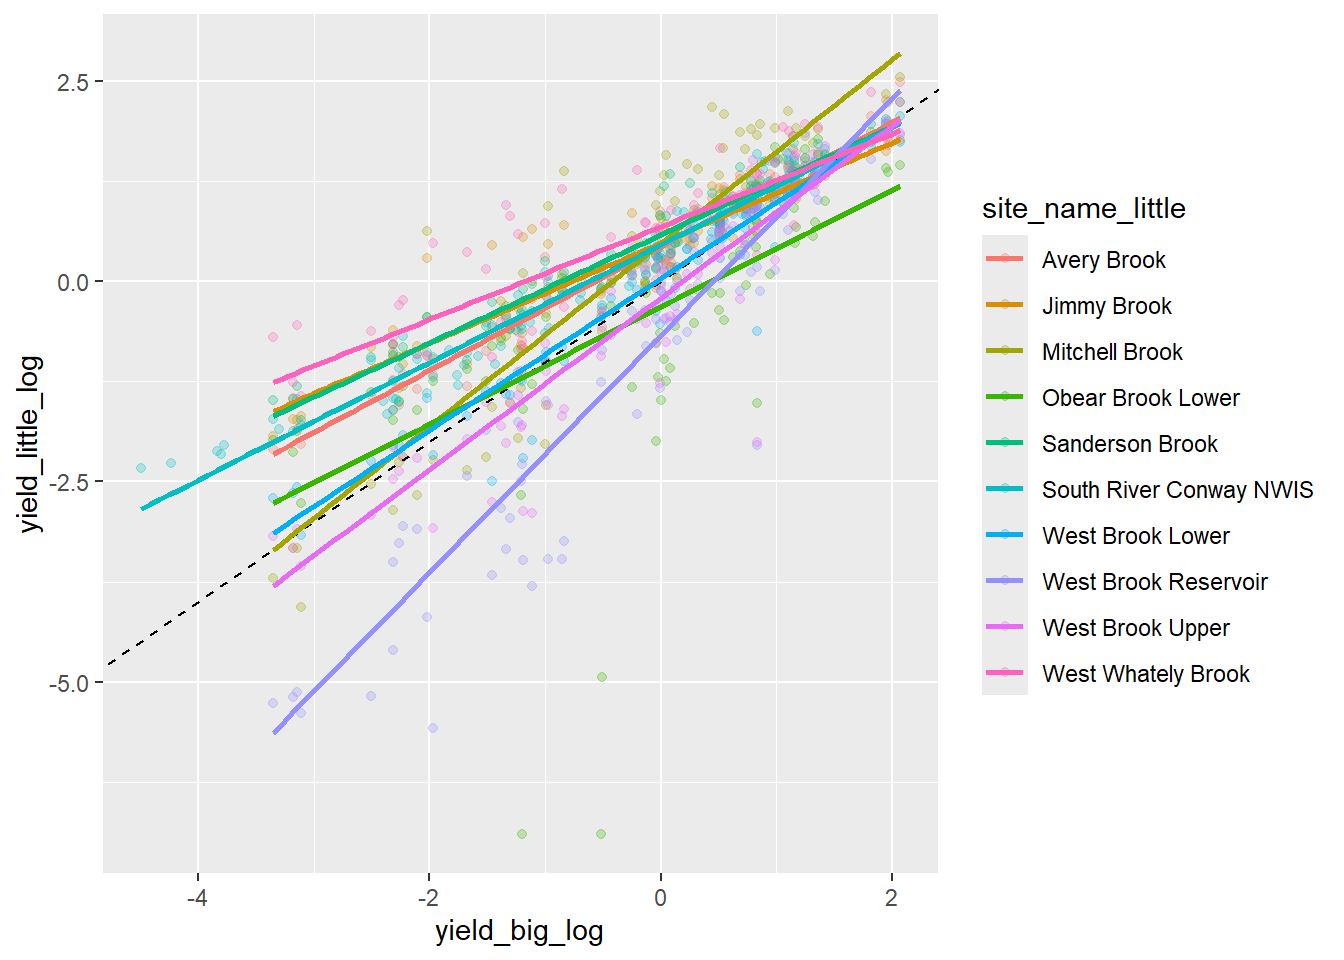 2.5
0.0
-2.5
-5.0
yield_little_log
-4
-2
0
2
yield_big_log
site_name_little
Avery Brook
Jimmy Brook
Mitchell Brook
Obear Brook Lower
Sanderson Brook
South River Conway NWIS
West Brook Lower
West Brook Reservoir
West Brook Upper
West Whately Brook